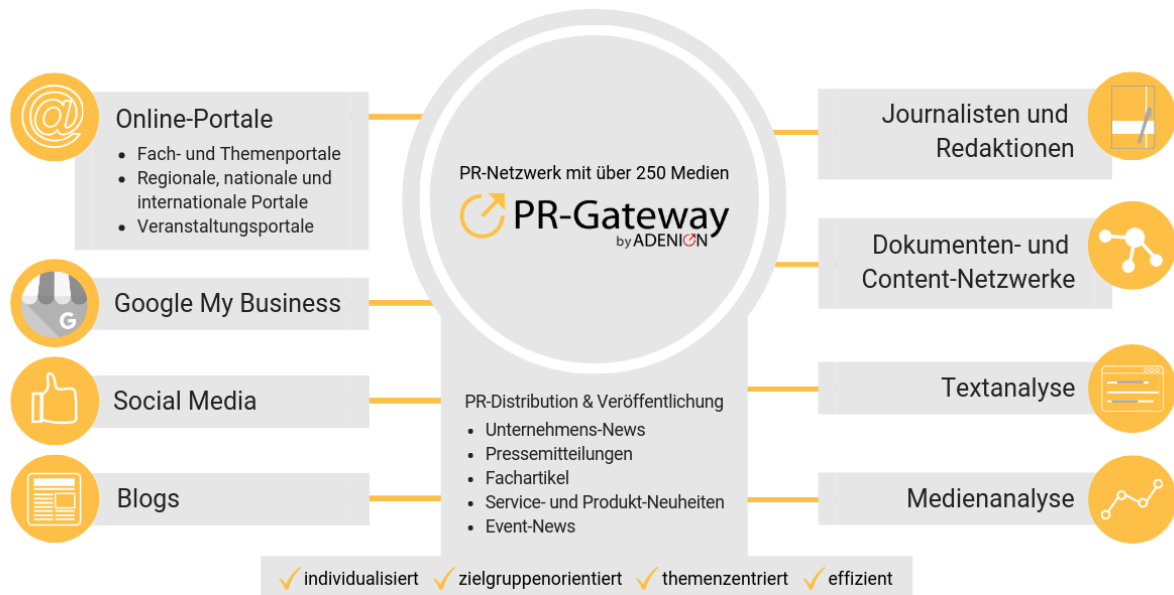 Online-Portale
• Fach- und Themenportale
• Regionale, nationale und
internationale Portale
• Veranstaltungsportale
Google My Business
G
Social Media
Blogs
PR-Netzwerk mit über 250 Medien
PR-Gateway
by ADENION
PR-Distribution & Veröffentlichung
• Unternehmens-News
• Pressemitteilungen
• Fachartikel
• Service- und Produkt-Neuheiten
• Event-News
Journalisten und
Redaktionen
Dokumenten- und
Content-Netzwerke
Textanalyse
Medienanalyse
✓ individualisiert ✓ zielgruppenorientiert ✓ themenzentriert ✓ effizient